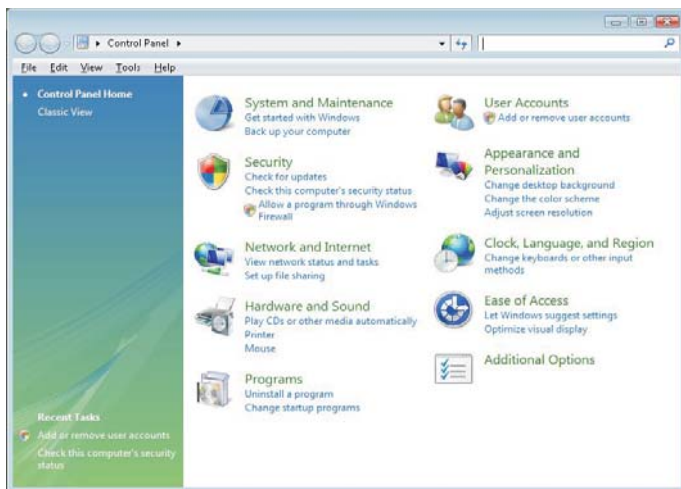 Control Panel
File Edit View Tools Help
Control Panel Home
Classic View
System and Maintenance
Get started with Windows
Back up your computer
Security
Check for updates
Check this computer's security status
Allow a program through Windows
Firewall
Network and Internet
View network status and tasks
Set up file sharing
Hardware and Sound
Play CDs or other media automatically
Printer
Mouse
Programs
Uninstall a program
Change startup programs
User Accounts
Add or remove user accounts
Appearance and
Personalization
Change desktop background
Change the color scheme
Adjust screen resolution
Clock, Language, and Region
Change keyboards or other input
methods
Ease of Access
Let Windows suggest settings
Optimize visual display
Additional Options
Recent Tasks
Add or remove user accounts
Check this computer's security
status